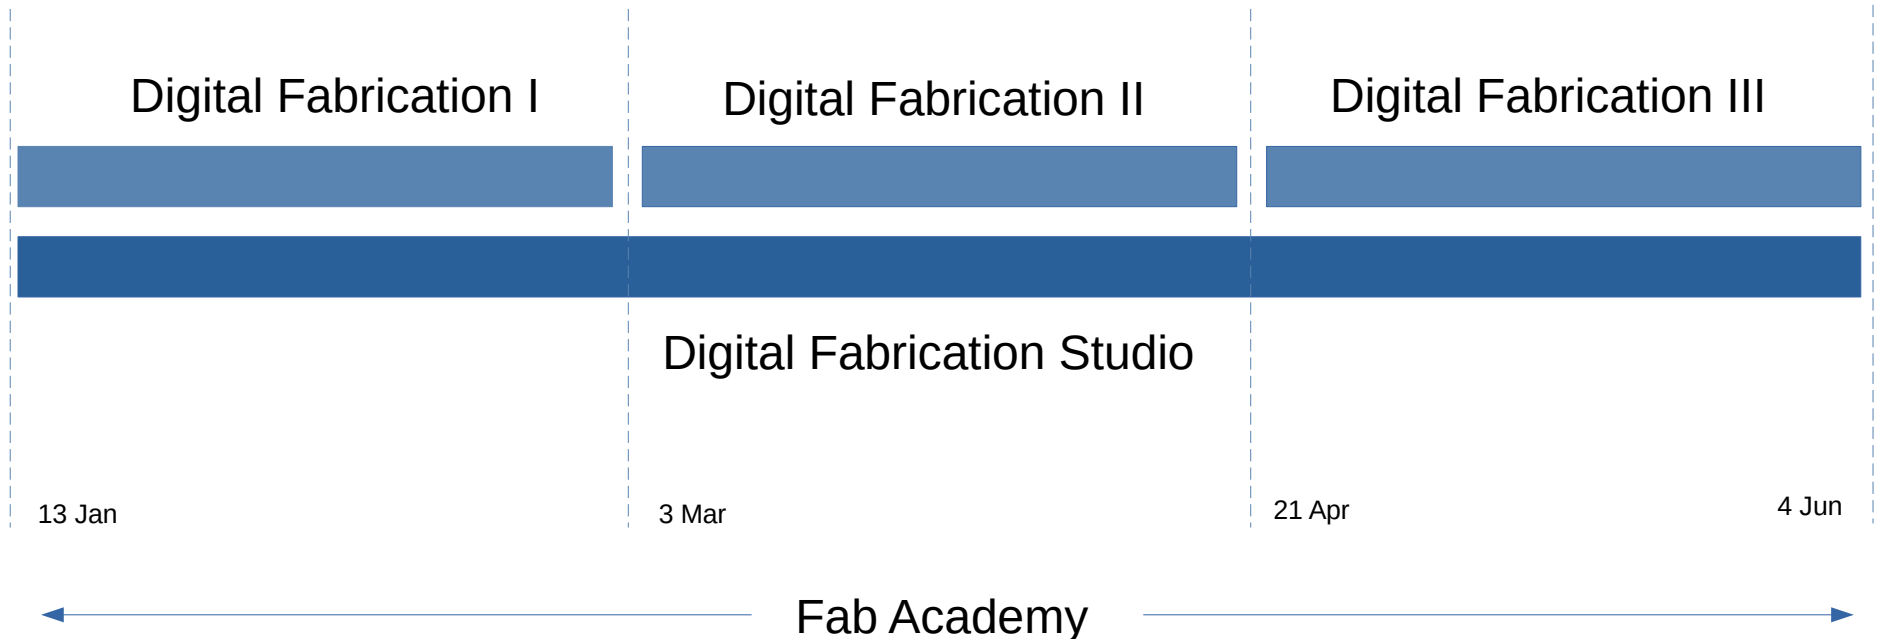 Digital Fabrication I
Digital Fabrication II
Digital Fabrication III
Digital Fabrication Studio
13 Jan
3 Mar
21 Apr
4 Jun
Fab Academy